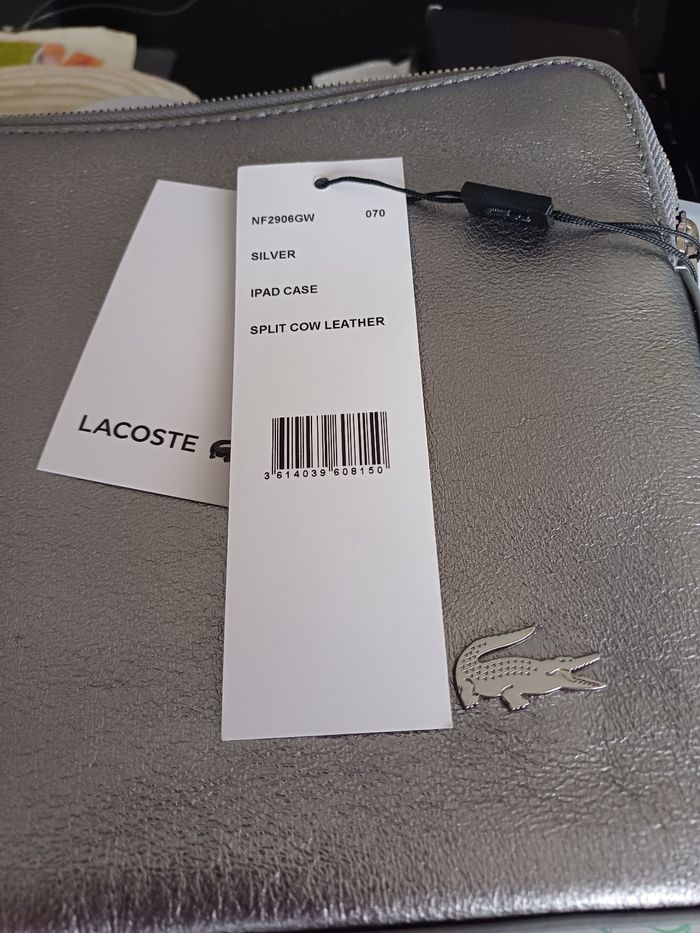 NF2906GW 070
SILVER
IPAD CASE
SPLIT COW LEATHER
3 614039 608150
LACOSTE